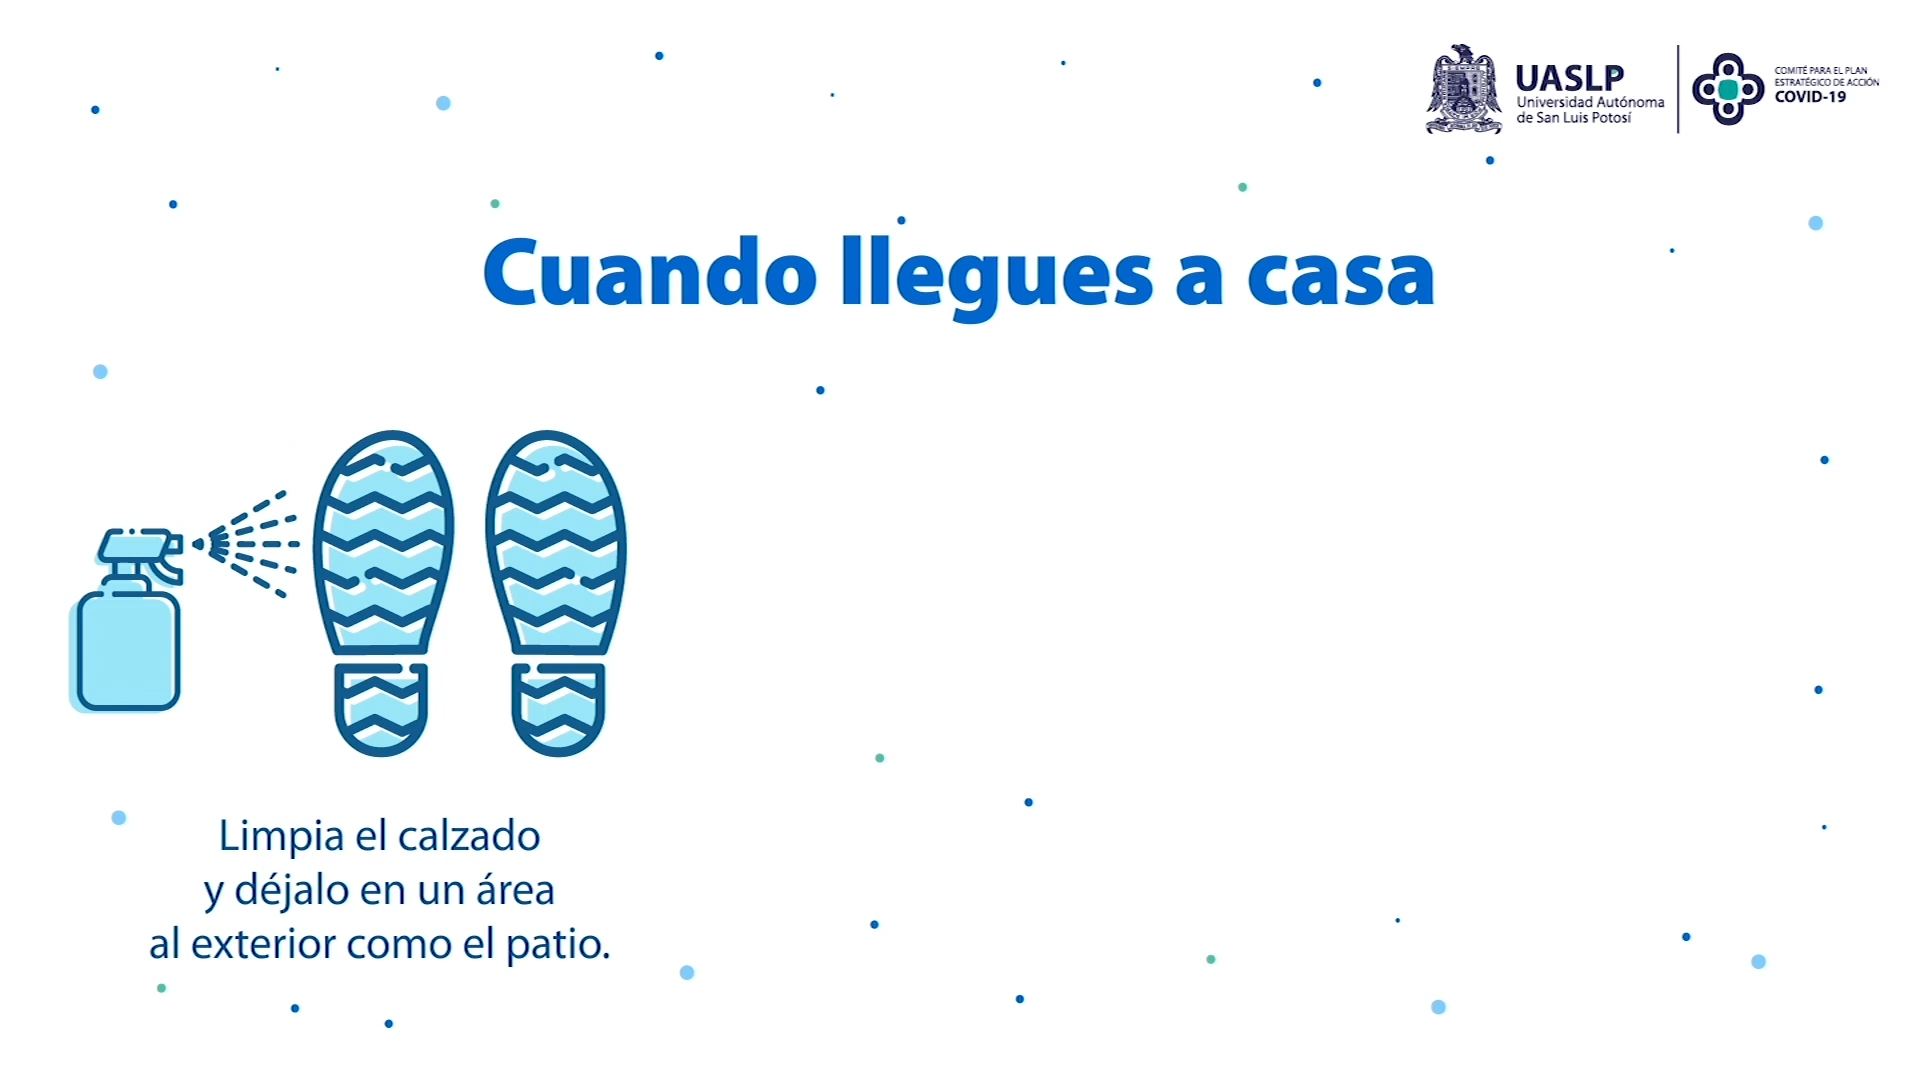 UASLP
Universidad Autónoma
de San Luis Potosí
COMITÉ PARA EL PLAN
ESTRATÉGICO DE ACCIÓN
COVID-19
Cuando llegues a casa
Limpia el calzado
y déjalo en un área
al exterior como el patio.